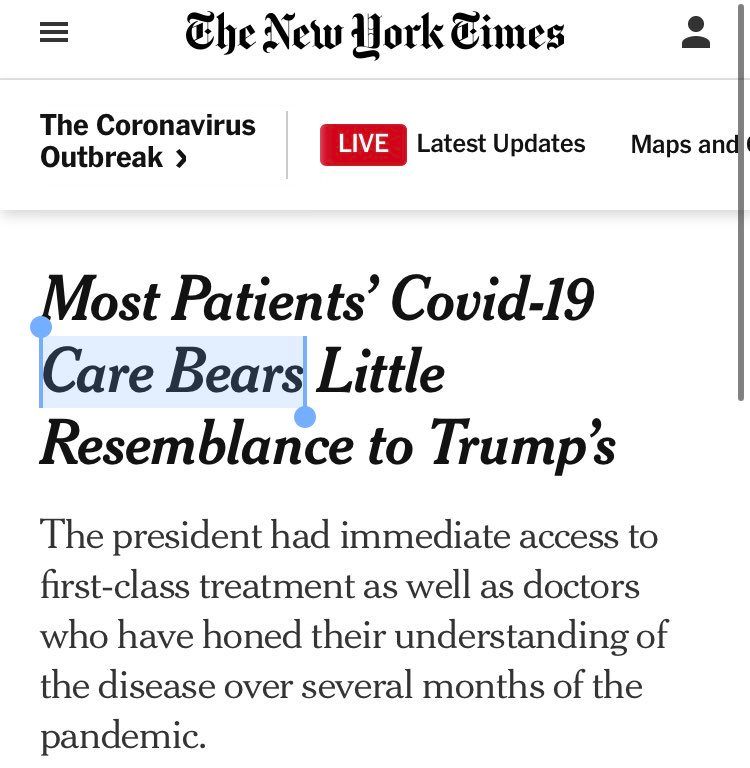 The New York Times
The Coronavirus
Outbreak >
LIVE Latest Updates Maps and
Most Patients’ Covid-19
Care Bears Little
Resemblance to Trump’s
The president had immediate access to
first-class treatment as well as doctors
who have honed their understanding of
the disease over several months of the
pandemic.